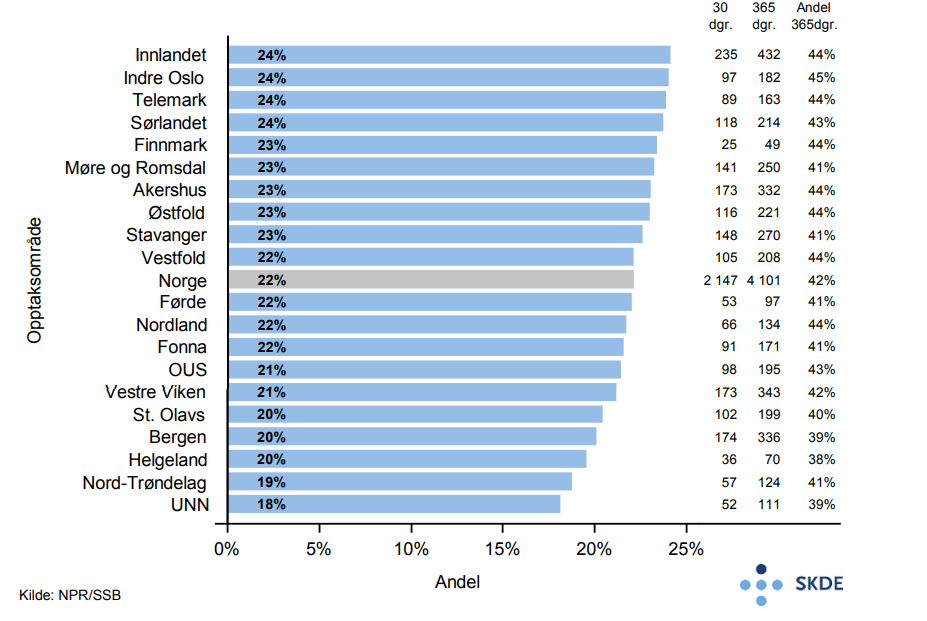 30 365 Andel
dgr. dgr. 365dgr.
Innlandet 24% 235 432 44%
Indre Oslo 24% 97 182 45%
Telemark 24% 89 163 44%
Sørlandet 24% 118 214 43%
Finnmark 23% 25 49 44%
Møre og Romsdal 23% 141 250 41%
Akershus 23% 173 332 44%
Østfold 23% 116 221 44%
Stavanger 23% 148 270 41%
Vestfold 22% 105 208 44%
Norge 22% 2 147 4 101 42%
Førde 22% 53 97 41%
Nordland 22% 66 134 44%
Fonna 22% 91 171 41%
OUS 21% 98 195 43%
Vestre Viken 21% 173 343 42%
St. Olavs 20% 102 199 40%
Bergen 20% 174 336 39%
Helgeland 20% 36 70 38%
Nord-Trøndelag 19% 57 124 41%
UNN 18% 52 111 39%
Opptaksområde
0% 5% 10% 15% 20% 25%
Andel
Kilde: NPR/SSB
SKDE